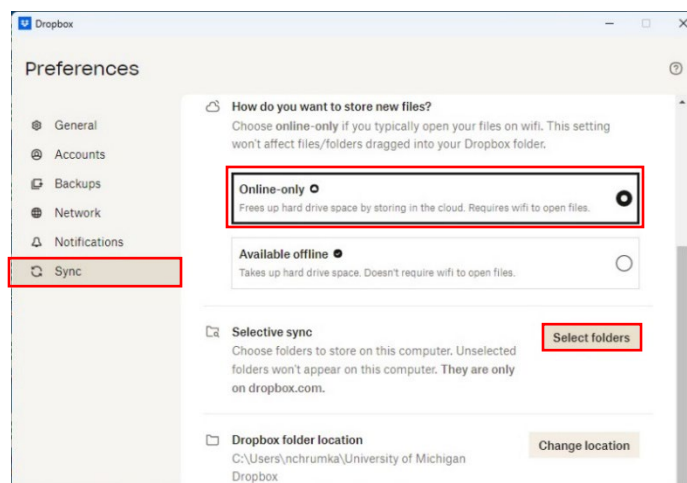 Dropbox
Preferences
General
Accounts
Backups
Network
Notifications
Sync
How do you want to store new files?
Choose online-only if you typically open your files on wifi. This setting
won't affect files/folders dragged into your Dropbox folder.
Online-only
Frees up hard drive space by storing in the cloud. Requires wifi to open files.
Available offline
Takes up hard drive space. Doesn't require wifi to open files.
Selective sync
Choose folders to store on this computer. Unselected
folders won't appear on this computer. They are only
on dropbox.com.
Select folders
Dropbox folder location
C:\Users\nchrumka\University of Michigan
Dropbox
Change location